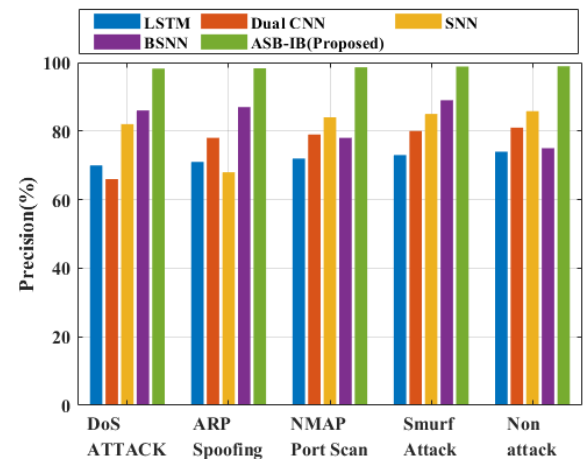 LSTM Dual CNN SNN
BSNN ASB-IB(Proposed)
100
80
60
40
20
0
Precision(%)
DoS ARP NMAP Smurf Non
ATTACK Spoofing Port Scan Attack attack